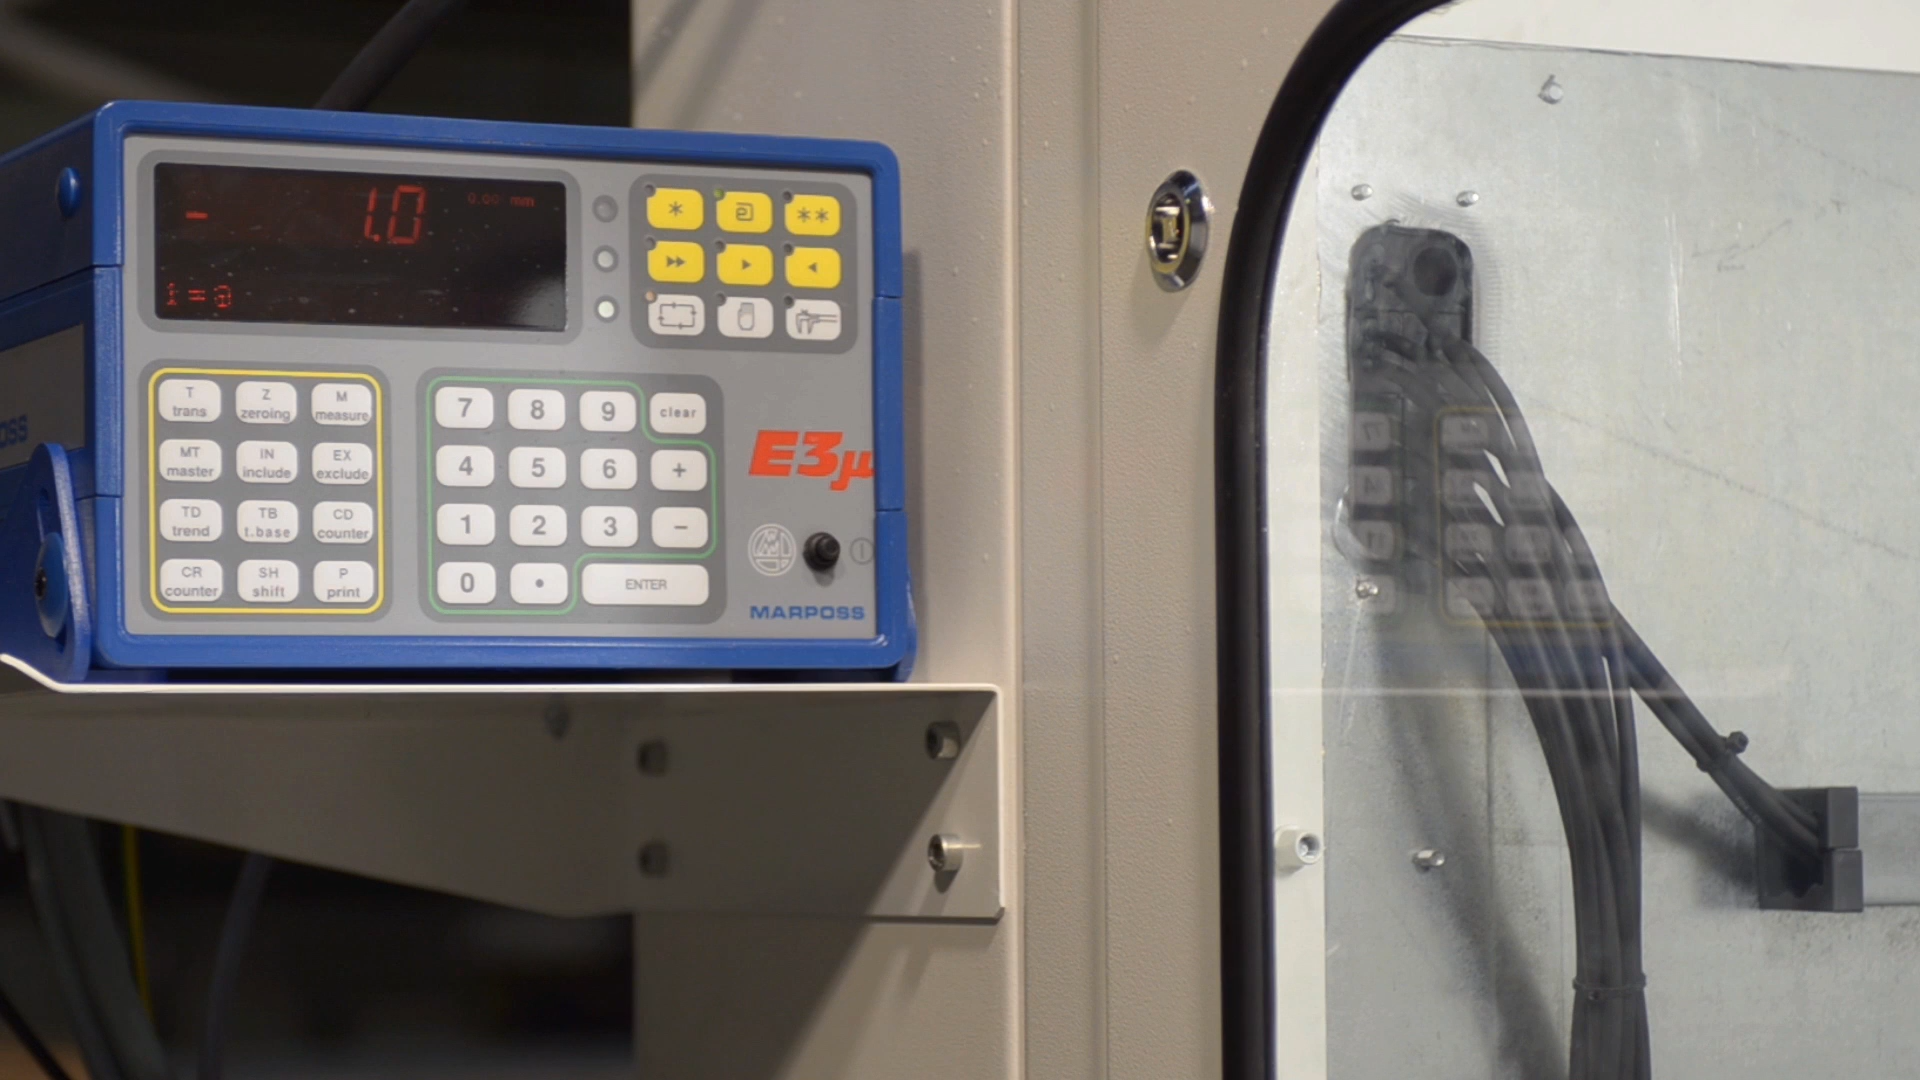 - 1.0 0.00 mm
1 = @
* **
T trans
Z zeroing
M measure
MT master
IN include
EX exclude
TD trend
TB t.base
CD counter
CR counter
SH shift
P print
7 8 9 clear
4 5 6 +
1 2 3 -
0 • ENTER
E3µ
MARPOSS